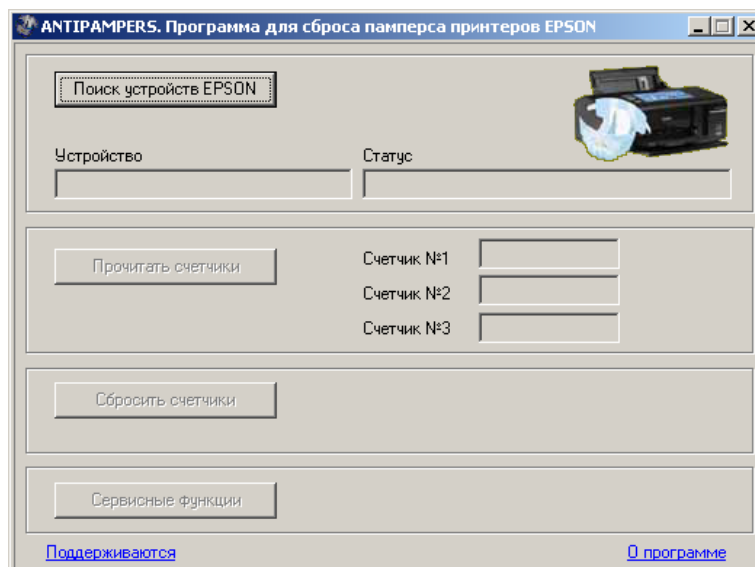 ANTIPAMPERS. Программа для сброса памперса принтеров EPSON
Поиск устройств EPSON
Устройство Статус
Прочитать счетчики
Счетчик №1
Счетчик №2
Счетчик №3
Сбросить счетчики
Сервисные функции
Поддерживаются О программе